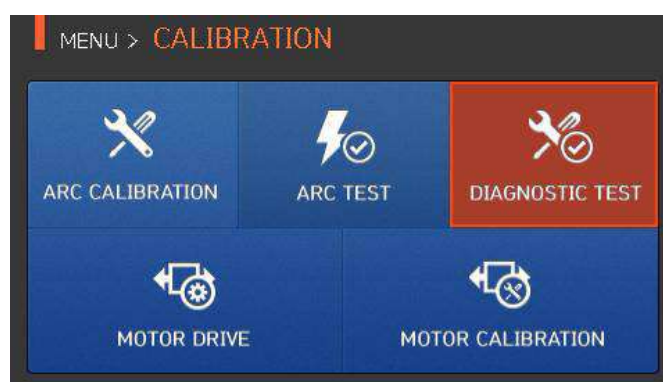 MENU > CALIBRATION
ARC CALIBRATION
ARC TEST
DIAGNOSTIC TEST
MOTOR DRIVE
MOTOR CALIBRATION